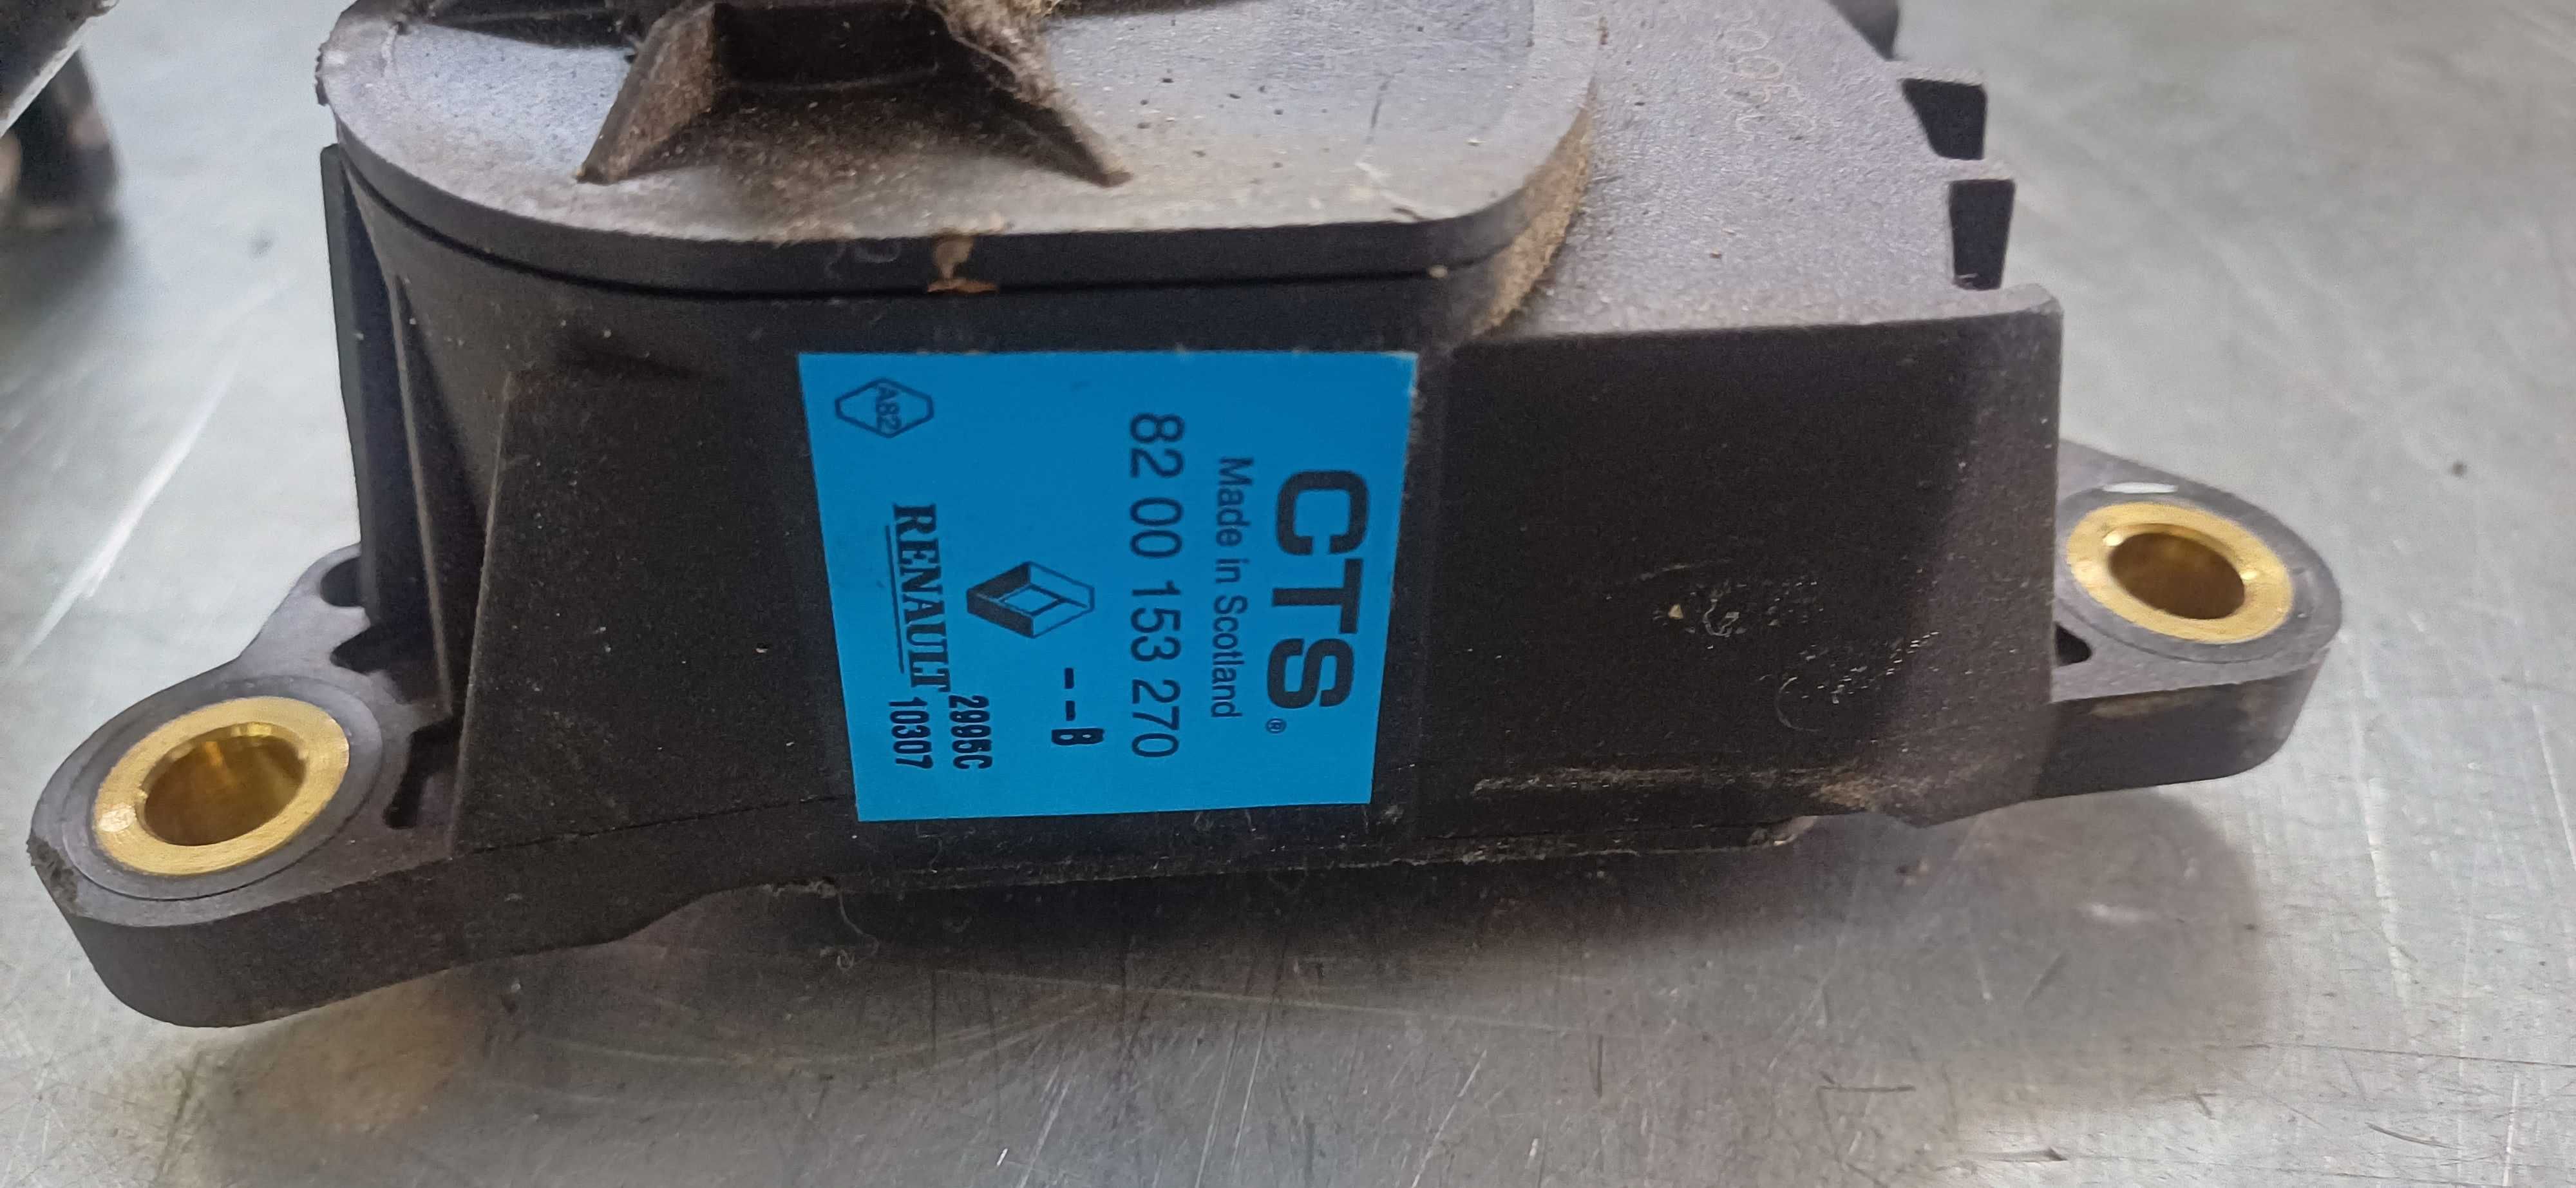 CTS®
Made in Scotland
82 00 153 270
--B
RENAULT
2995C
10307
A82